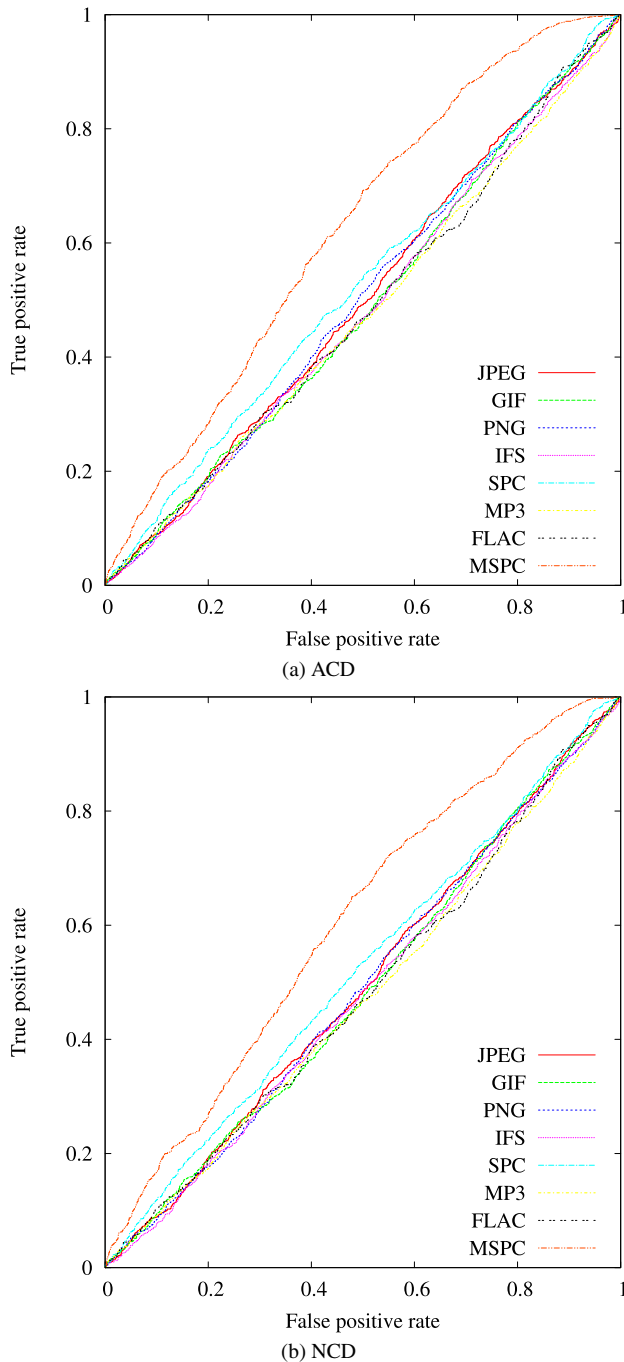 1
0.8
0.6
0.4
0.2
0
0 0.2 0.4 0.6 0.8 1
True positive rate
False positive rate
JPEG
GIF
PNG
IFS
SPC
MP3
FLAC
MSPC
(a) ACD
1
0.8
0.6
0.4
0.2
0
0 0.2 0.4 0.6 0.8 1
True positive rate
False positive rate
JPEG
GIF
PNG
IFS
SPC
MP3
FLAC
MSPC
(b) NCD